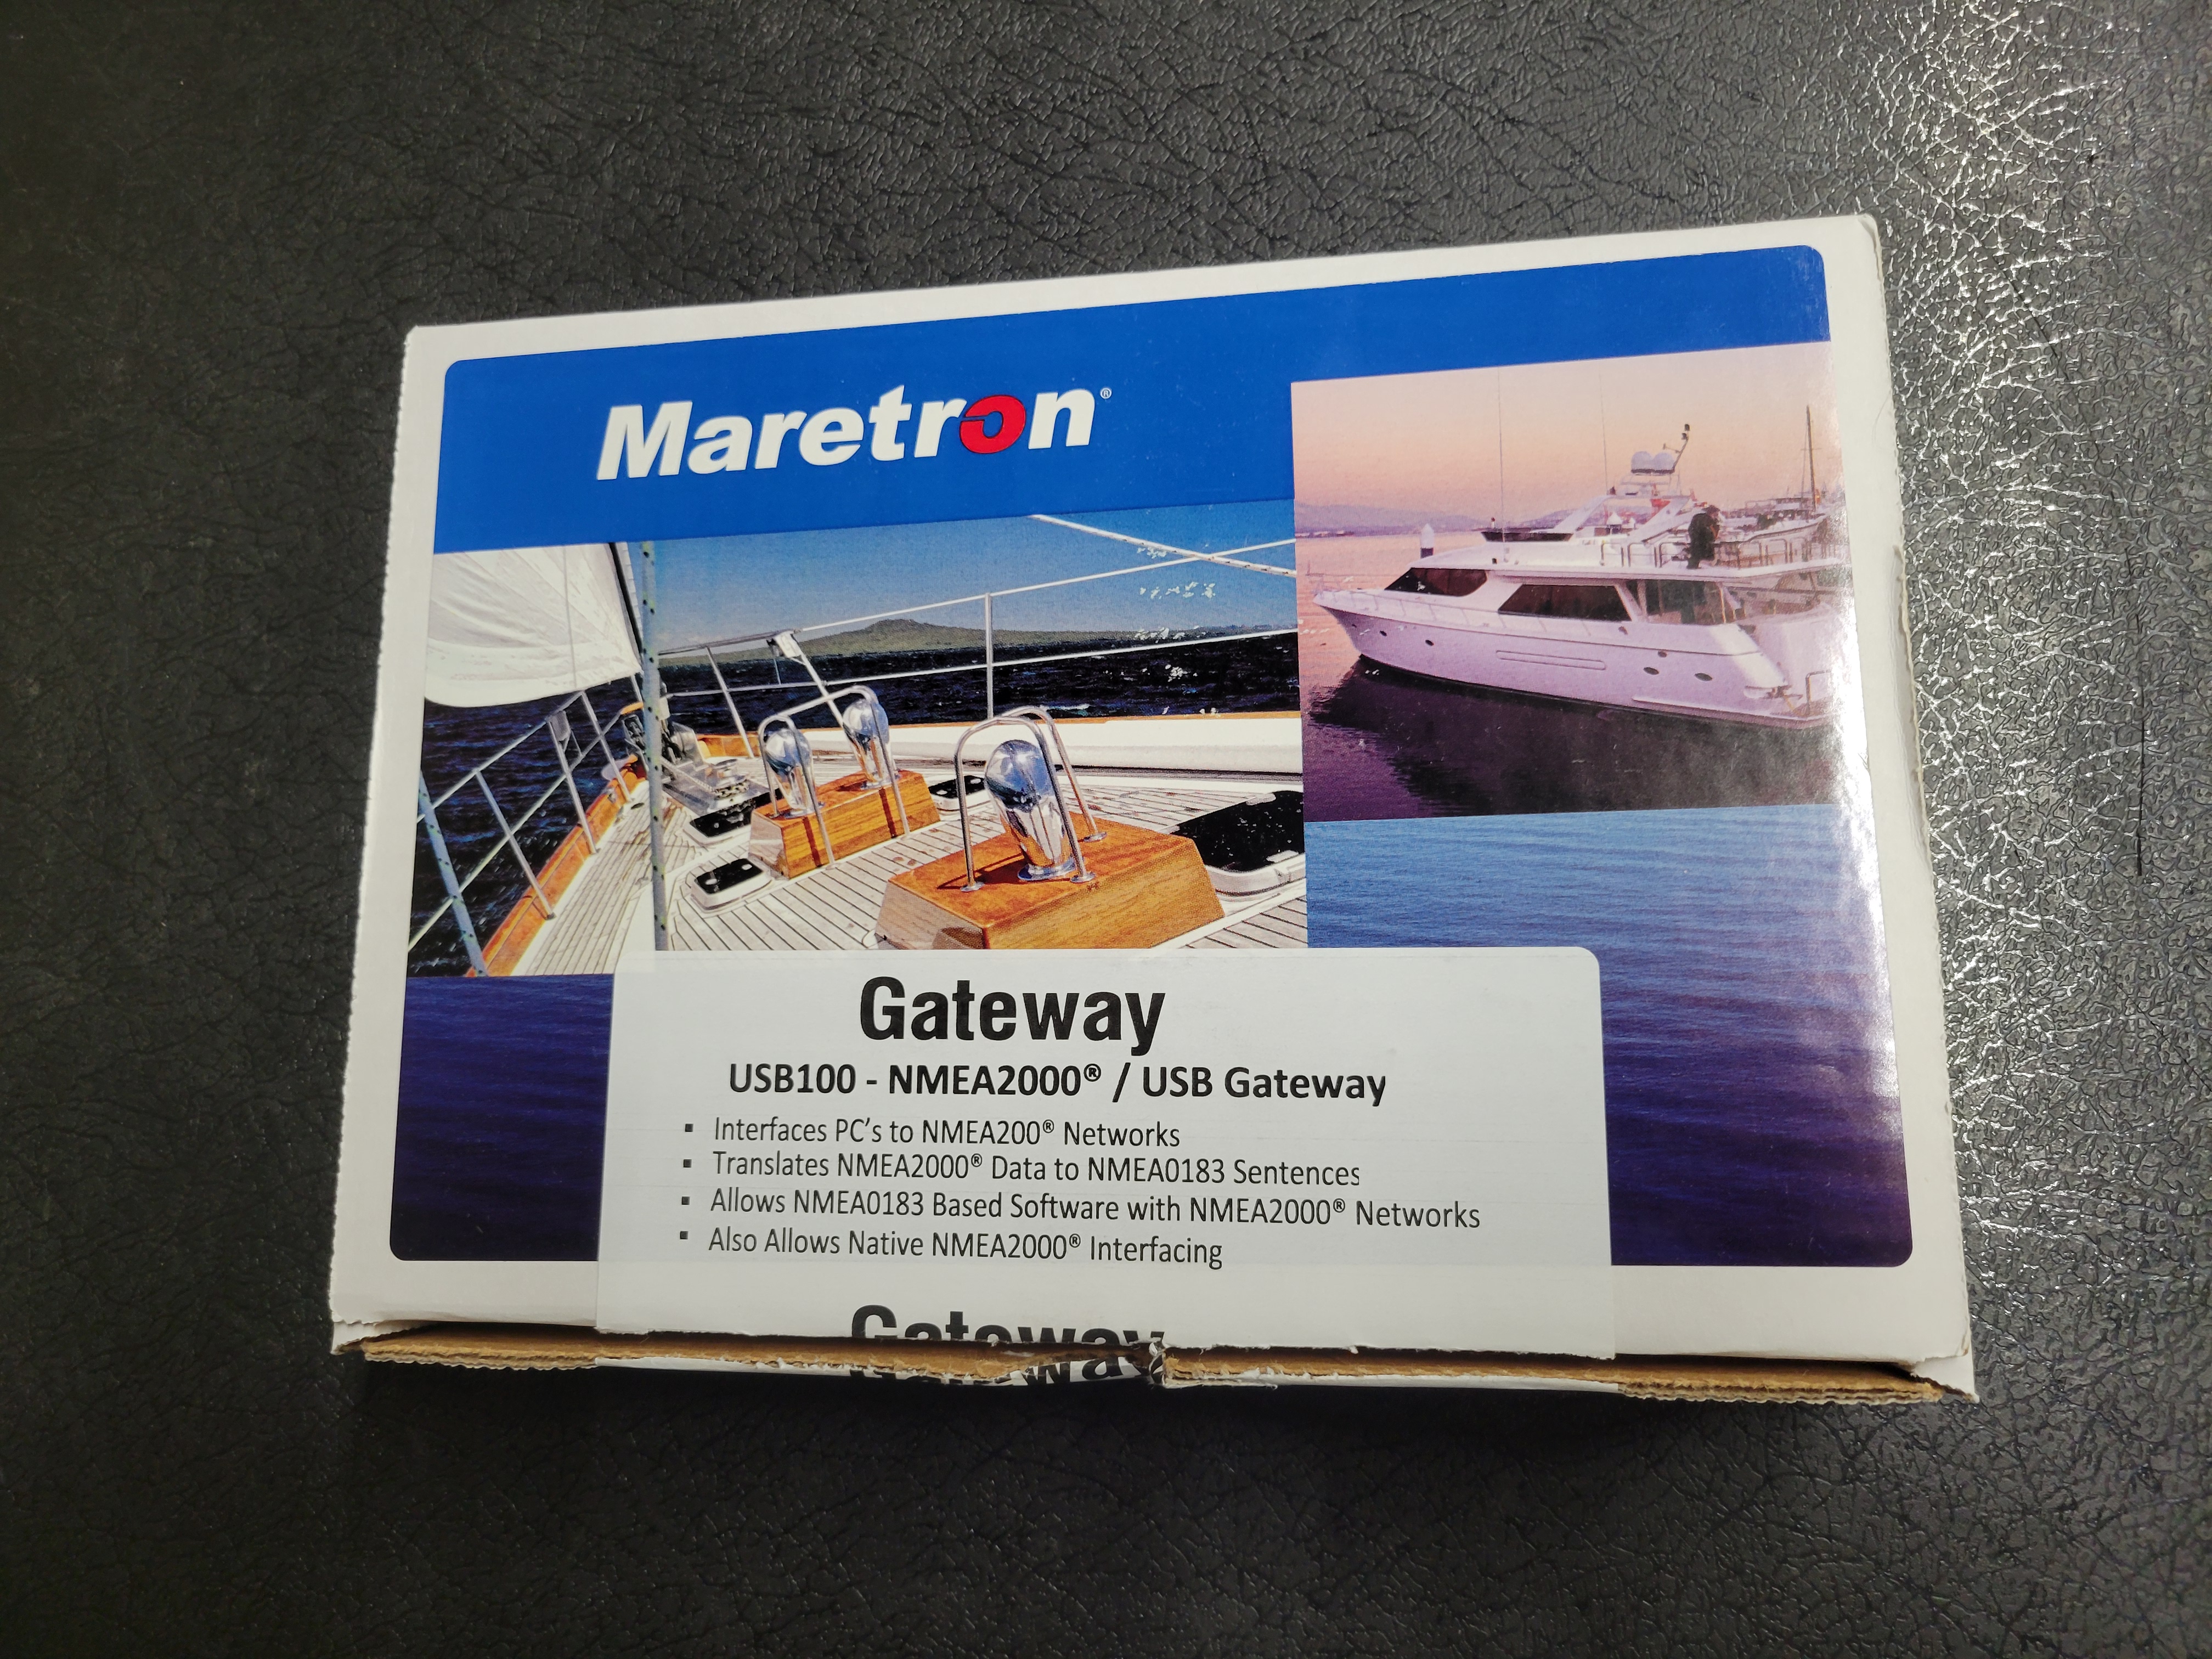 Maretron®
Gateway
USB100 - NMEA2000® / USB Gateway
▪ Interfaces PC's to NMEA200® Networks
▪ Translates NMEA2000® Data to NMEA0183 Sentences
▪ Allows NMEA0183 Based Software with NMEA2000® Networks
▪ Also Allows Native NMEA2000® Interfacing
Gateway